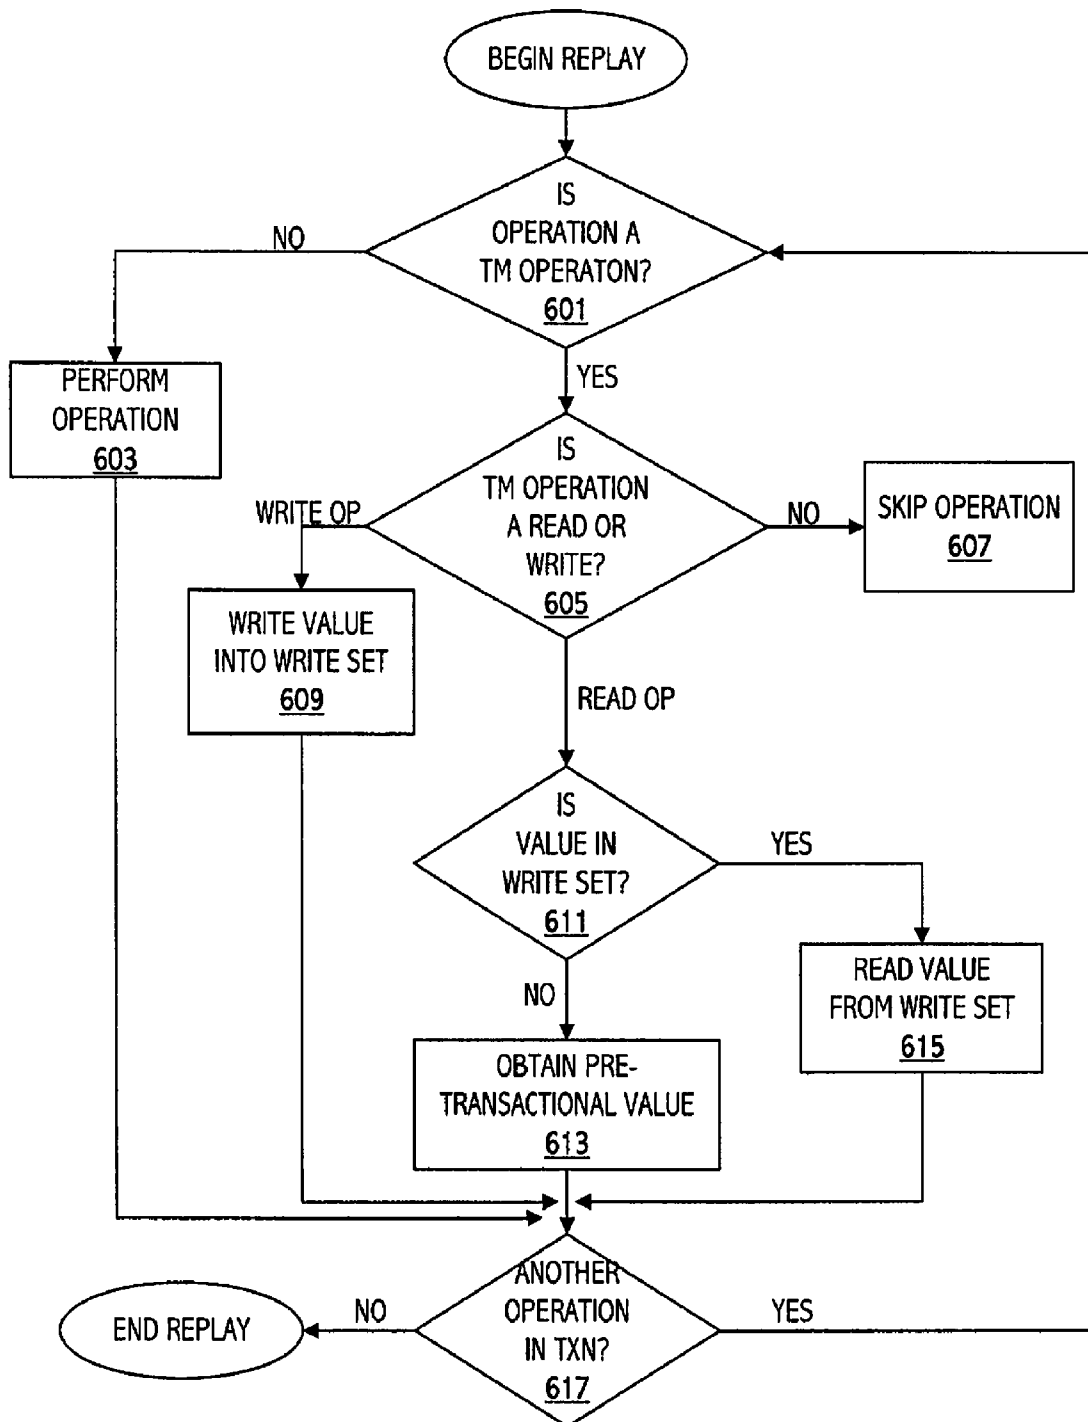 BEGIN REPLAY
IS
OPERATION A
TM OPERATON?
601
NO
YES
PERFORM
OPERATION
603
IS
TM OPERATION
A READ OR
WRITE?
605
WRITE OP
NO
SKIP OPERATION
607
WRITE VALUE
INTO WRITE SET
609
READ OP
IS
VALUE IN
WRITE SET?
611
YES
NO
READ VALUE
FROM WRITE SET
615
OBTAIN PRE-
TRANSACTIONAL VALUE
613
ANOTHER
OPERATION
IN TXN?
617
NO
YES
END REPLAY